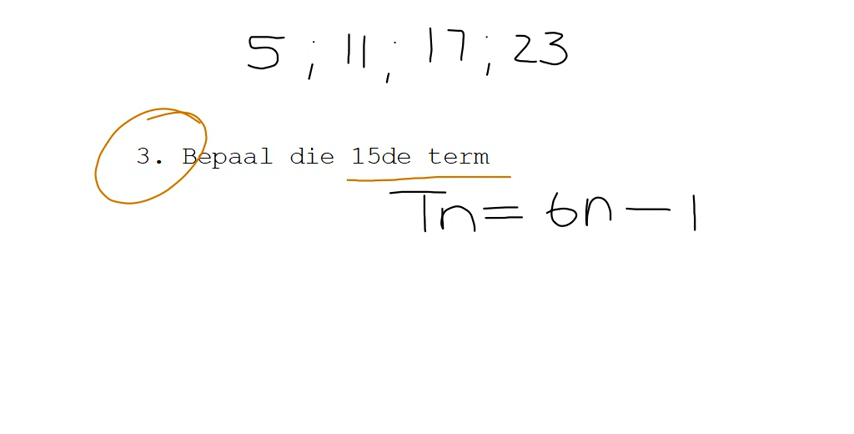 5 ; 11 ; 17 ; 23
3. Bepaal die 15de term
Tn = 6n - 1